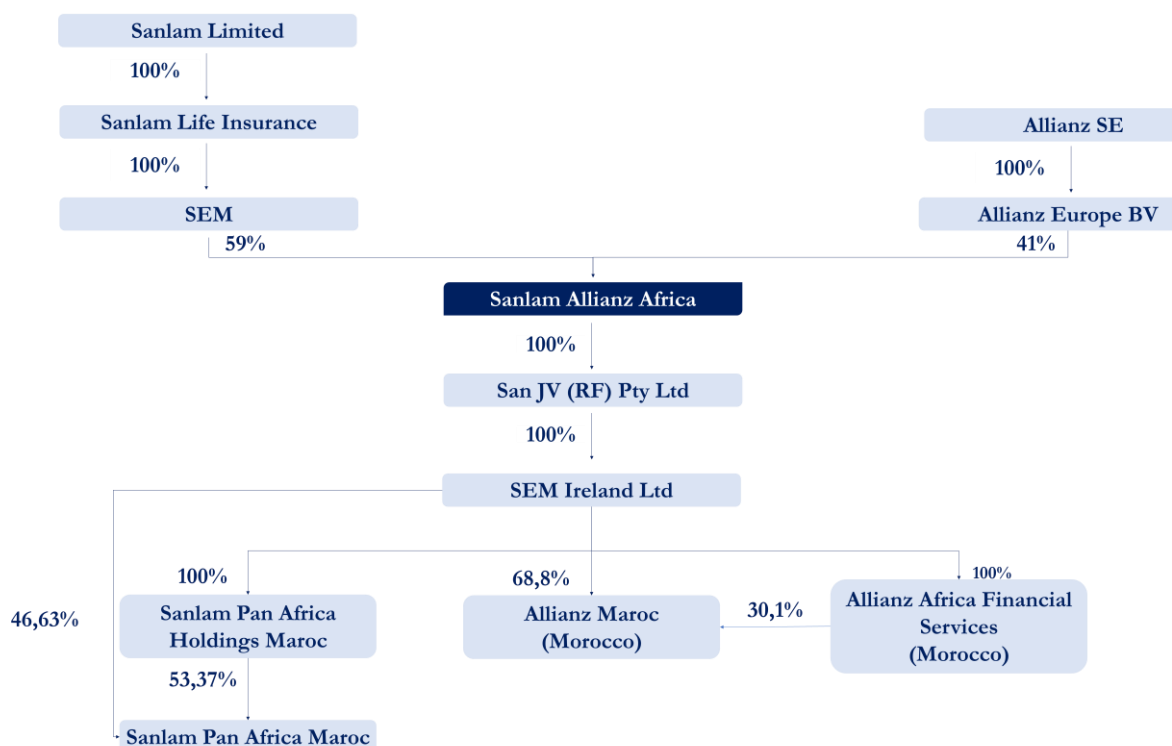 Sanlam Limited
100%
Sanlam Life Insurance
Allianz SE
100%
100%
SEM
Allianz Europe BV
59%
41%
Sanlam Allianz Africa
100%
San JV (RF) Pty Ltd
100%
SEM Ireland Ltd
100%
68,8%
100%
46,63%
Sanlam Pan Africa
Holdings Maroc
Allianz Maroc
(Morocco)
30,1%
Allianz Africa Financial
Services
(Morocco)
53,37%
Sanlam Pan Africa Maroc